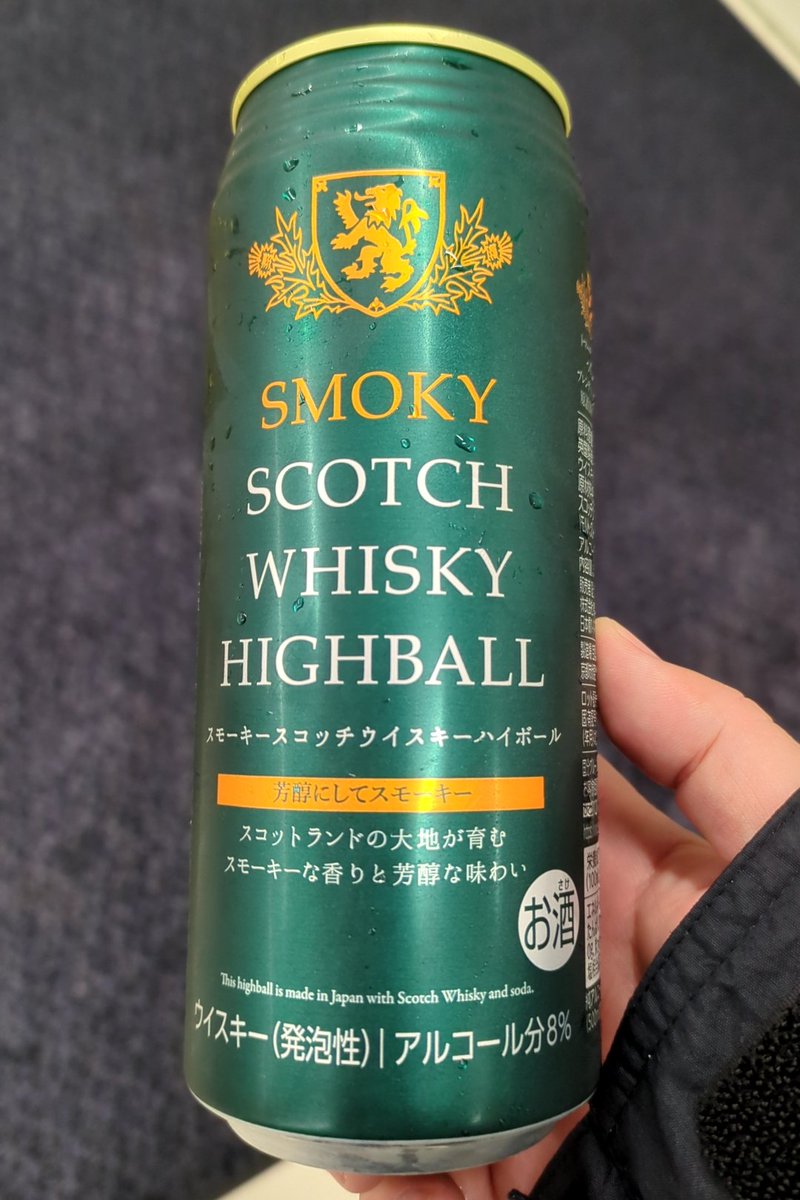 SMOKY
SCOTCH
WHISKY
HIGHBALL
スモーキースコッチウイスキーハイボール
芳醇にしてスモーキー
スコットランドの大地が育む
スモーキーな香りと芳醇な味わい
さけ
お酒
This highball is made in Japan with Scotch Whisky and soda.
ウイスキー(発泡性)|アルコール分8%